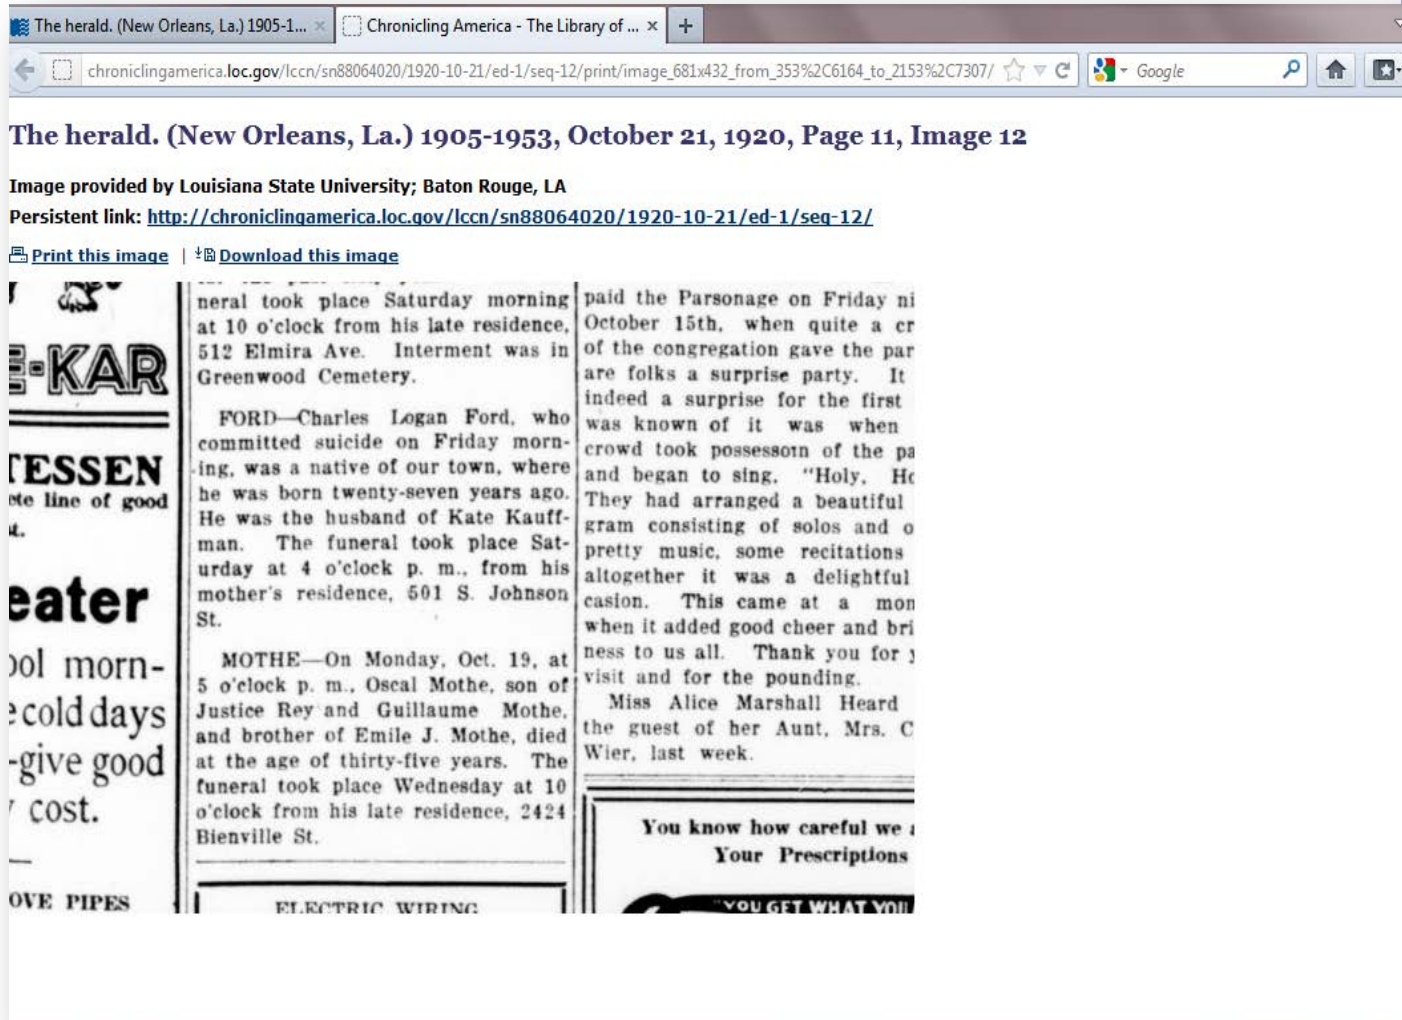 The herald. (New Orleans, La.) 1905-1...
Chronicling America - The Library of ...
chroniclingamerica.loc.gov/lccn/sn88064020/1920-10-21/ed-1/seq-12/print/image_681x432_from_353%2C6164_to_2153%2C7307/
Google
The herald. (New Orleans, La.) 1905-1953, October 21, 1920, Page 11, Image 12
Image provided by Louisiana State University; Baton Rouge, LA
Persistent link: http://chroniclingamerica.loc.gov/lccn/sn88064020/1920-10-21/ed-1/seq-12/
Print this image | Download this image
E-KAR
TESSEN
ete line of good
eater
ool morn-
e cold days
-give good
cost.
OVE PIPES
neral took place Saturday morning
at 10 o'clock from his late residence,
512 Elmira Ave. Interment was in
Greenwood Cemetery.
FORD—Charles Logan Ford, who
committed suicide on Friday morn-
ing, was a native of our town, where
he was born twenty-seven years ago.
He was the husband of Kate Kauff-
man. The funeral took place Sat-
urday at 4 o'clock p. m., from his
mother's residence, 501 S. Johnson
St.
MOTHE—On Monday, Oct. 19, at
5 o'clock p. m., Oscal Mothe, son of
Justice Rey and Guillaume Mothe,
and brother of Emile J. Mothe, died
at the age of thirty-five years. The
funeral took place Wednesday at 10
o'clock from his late residence, 2424
Bienville St.
ELECTRIC WIRING
paid the Parsonage on Friday ni
October 15th, when quite a cr
of the congregation gave the par
are folks a surprise party. It
indeed a surprise for the first
was known of it was when
crowd took possessoin of the pa
and began to sing, "Holy, Ho
They had arranged a beautiful
gram consisting of solos and o
pretty music, some recitations
altogether it was a delightful
casion. This came at a mon
when it added good cheer and bri
ness to us all. Thank you for y
visit and for the pounding.
Miss Alice Marshall Heard
the guest of her Aunt, Mrs. C
Wier, last week.
You know how careful we a
Your Prescriptions
"YOU GET WHAT YOU